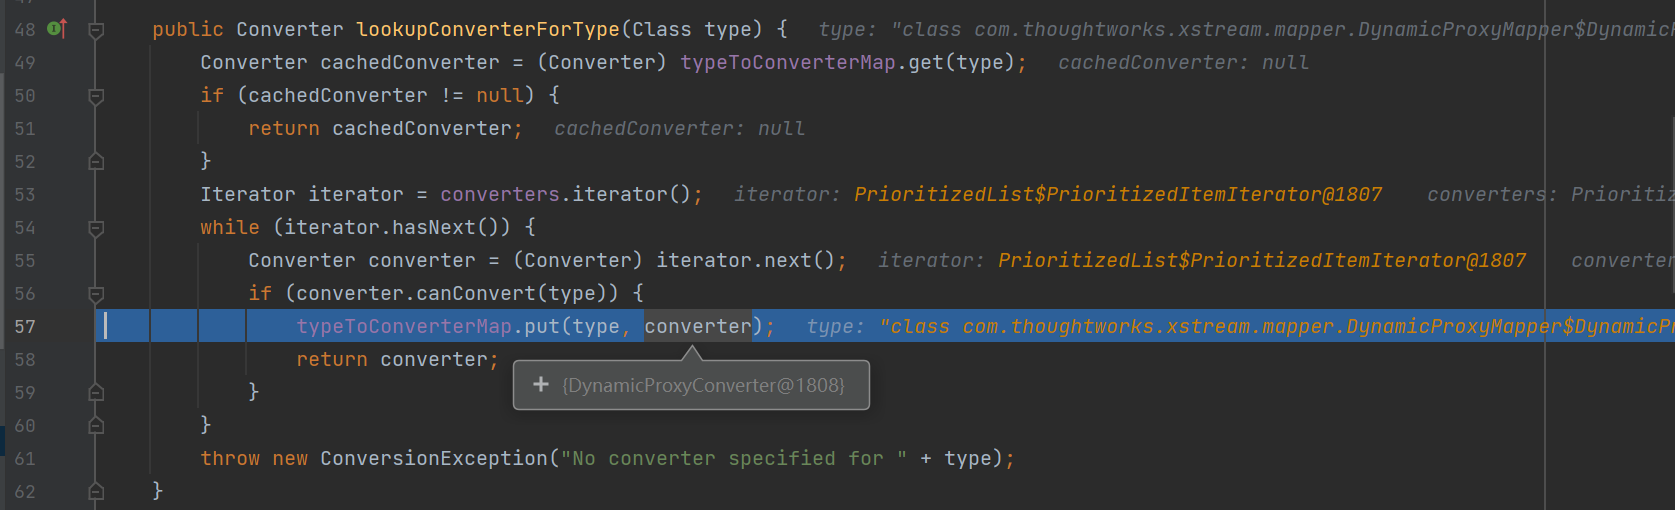 48 public Converter lookupConverterForType(Class type) { type: "class com.thoughtworks.xstream.mapper.DynamicProxyMapper$Dynamic
49 Converter cachedConverter = (Converter) typeToConverterMap.get(type); cachedConverter: null
50 if (cachedConverter != null) {
51 return cachedConverter; cachedConverter: null
52 }
53 Iterator iterator = converters.iterator(); iterator: PrioritizedList$PrioritizedItemIterator@1807 converters: Prioritiz
54 while (iterator.hasNext()) {
55 Converter converter = (Converter) iterator.next(); iterator: PrioritizedList$PrioritizedItemIterator@1807 converter
56 if (converter.canConvert(type)) {
57 typeToConverterMap.put(type, converter); type: "class com.thoughtworks.xstream.mapper.DynamicProxyMapper$DynamicPr
58 return converter;
+ {DynamicProxyConverter@1808}
59 }
60 }
61 throw new ConversionException("No converter specified for " + type);
62 }